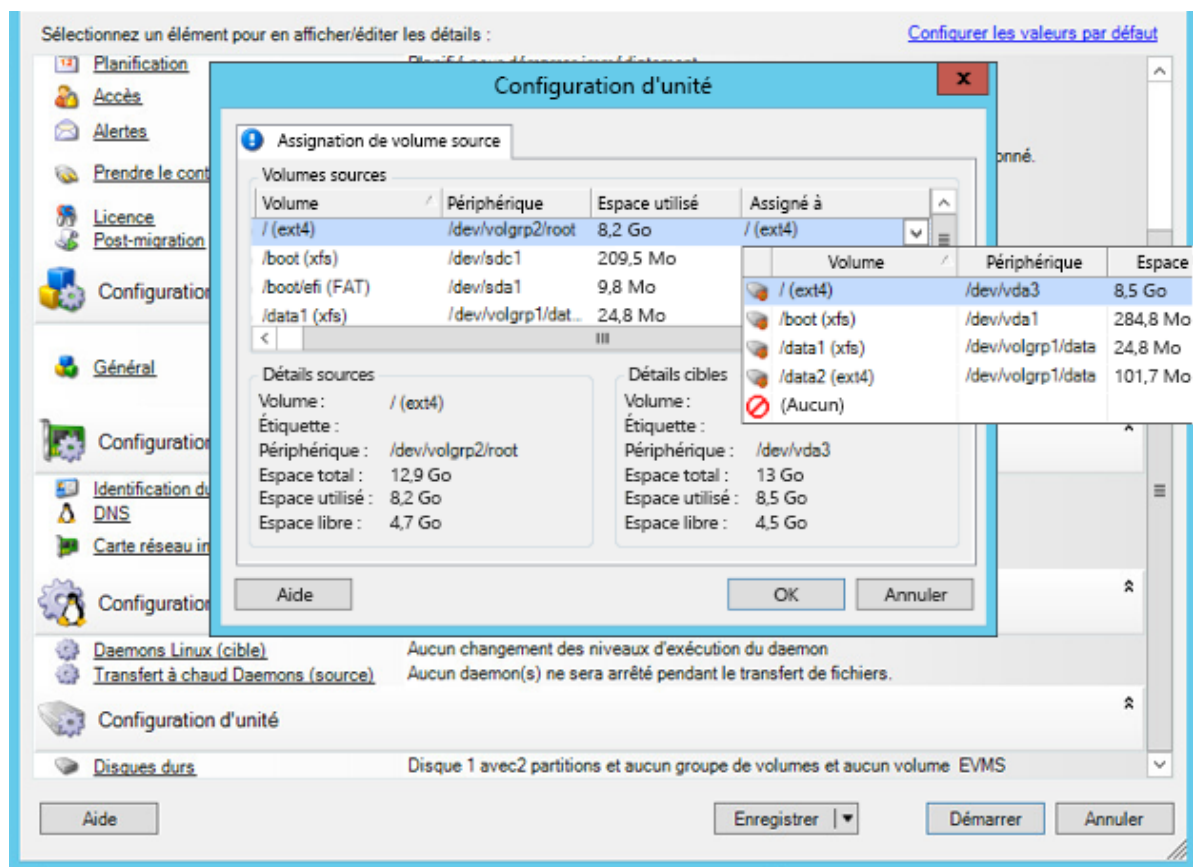 Sélectionnez un élément pour en afficher/éditer les détails : Configurer les valeurs par défaut
Planification
Accès
Alertes
Prendre le cont
onné.
Licence
Post-migration
Configuration
Général
Configuration
Identification du
DNS
Carte réseau in
Configuration
Configuration d'unité
x
Assignation de volume source
Volumes sources
Volume Périphérique Espace utilisé Assigné à
/ (ext4) /dev/volgrp2/root 8,2 Go / (ext4)
/boot (xfs) /dev/sdc1 209,5 Mo
/boot/efi (FAT) /dev/sda1 9,8 Mo
/data1 (xfs) /dev/volgrp1/dat... 24,8 Mo
Volume Périphérique Espace
/ (ext4) /dev/vda3 8,5 Go
/boot (xfs) /dev/vda1 284,8 Mo
/data1 (xfs) /dev/volgrp1/data 24,8 Mo
/data2 (ext4) /dev/volgrp1/data 101,7 Mo
(Aucun)
Détails sources
Volume : / (ext4)
Étiquette :
Périphérique : /dev/volgrp2/root
Espace total : 12,9 Go
Espace utilisé : 8,2 Go
Espace libre : 4,7 Go
Détails cibles
Volume :
Étiquette :
Périphérique : /dev/vda3
Espace total : 13 Go
Espace utilisé : 8,5 Go
Espace libre : 4,5 Go
Aide OK Annuler
Daemons Linux (cible) Aucun changement des niveaux d'exécution du daemon
Transfert à chaud Daemons (source) Aucun daemon(s) ne sera arrêté pendant le transfert de fichiers.
Configuration d'unité
Disques durs Disque 1 avec2 partitions et aucun groupe de volumes et aucun volume EVMS
Aide Enregistrer Démarrer Annuler